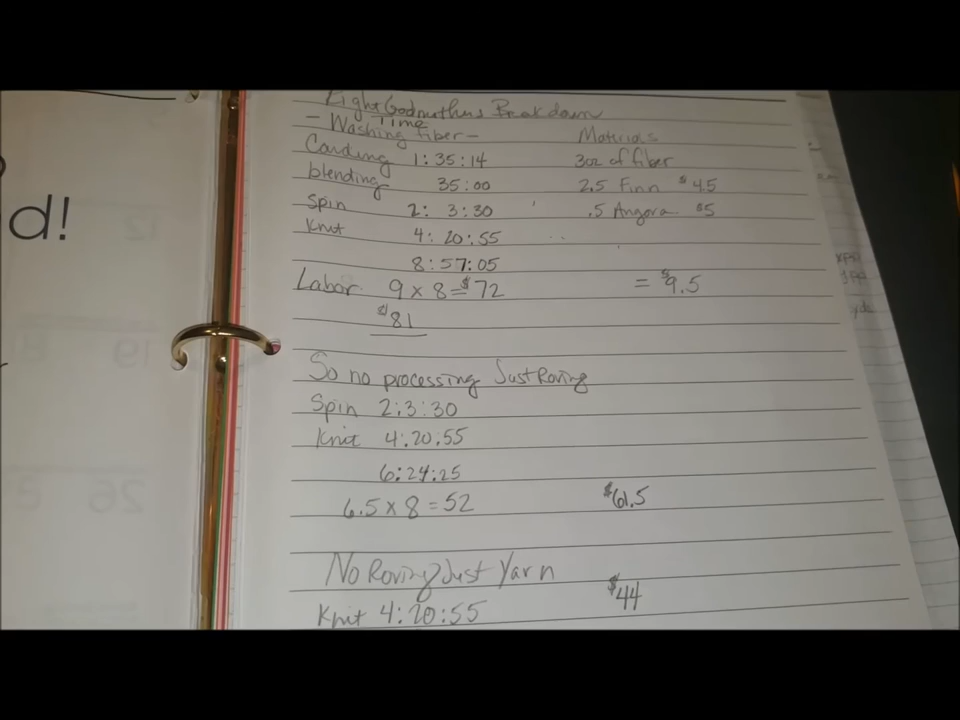 Eight Godmothers Breakdown
Time
- Washing fiber -
Materials
Carding 1:35:14
3oz of fiber
blending 35:00
2.5 Finn $4.5
Spin 2: 3:30
.5 Angora $5
Knit 4: 20:55
8:57:05
Labor 9 x 8 = $72
= $9.5
$81
So no processing Just Roving
Spin 2:3:30
Knit 4:20:55
6:24:25
6.5 x 8 = 52
$61.5
No Roving Just Yarn
$44
Knit 4:20:55
d!
12
19
26